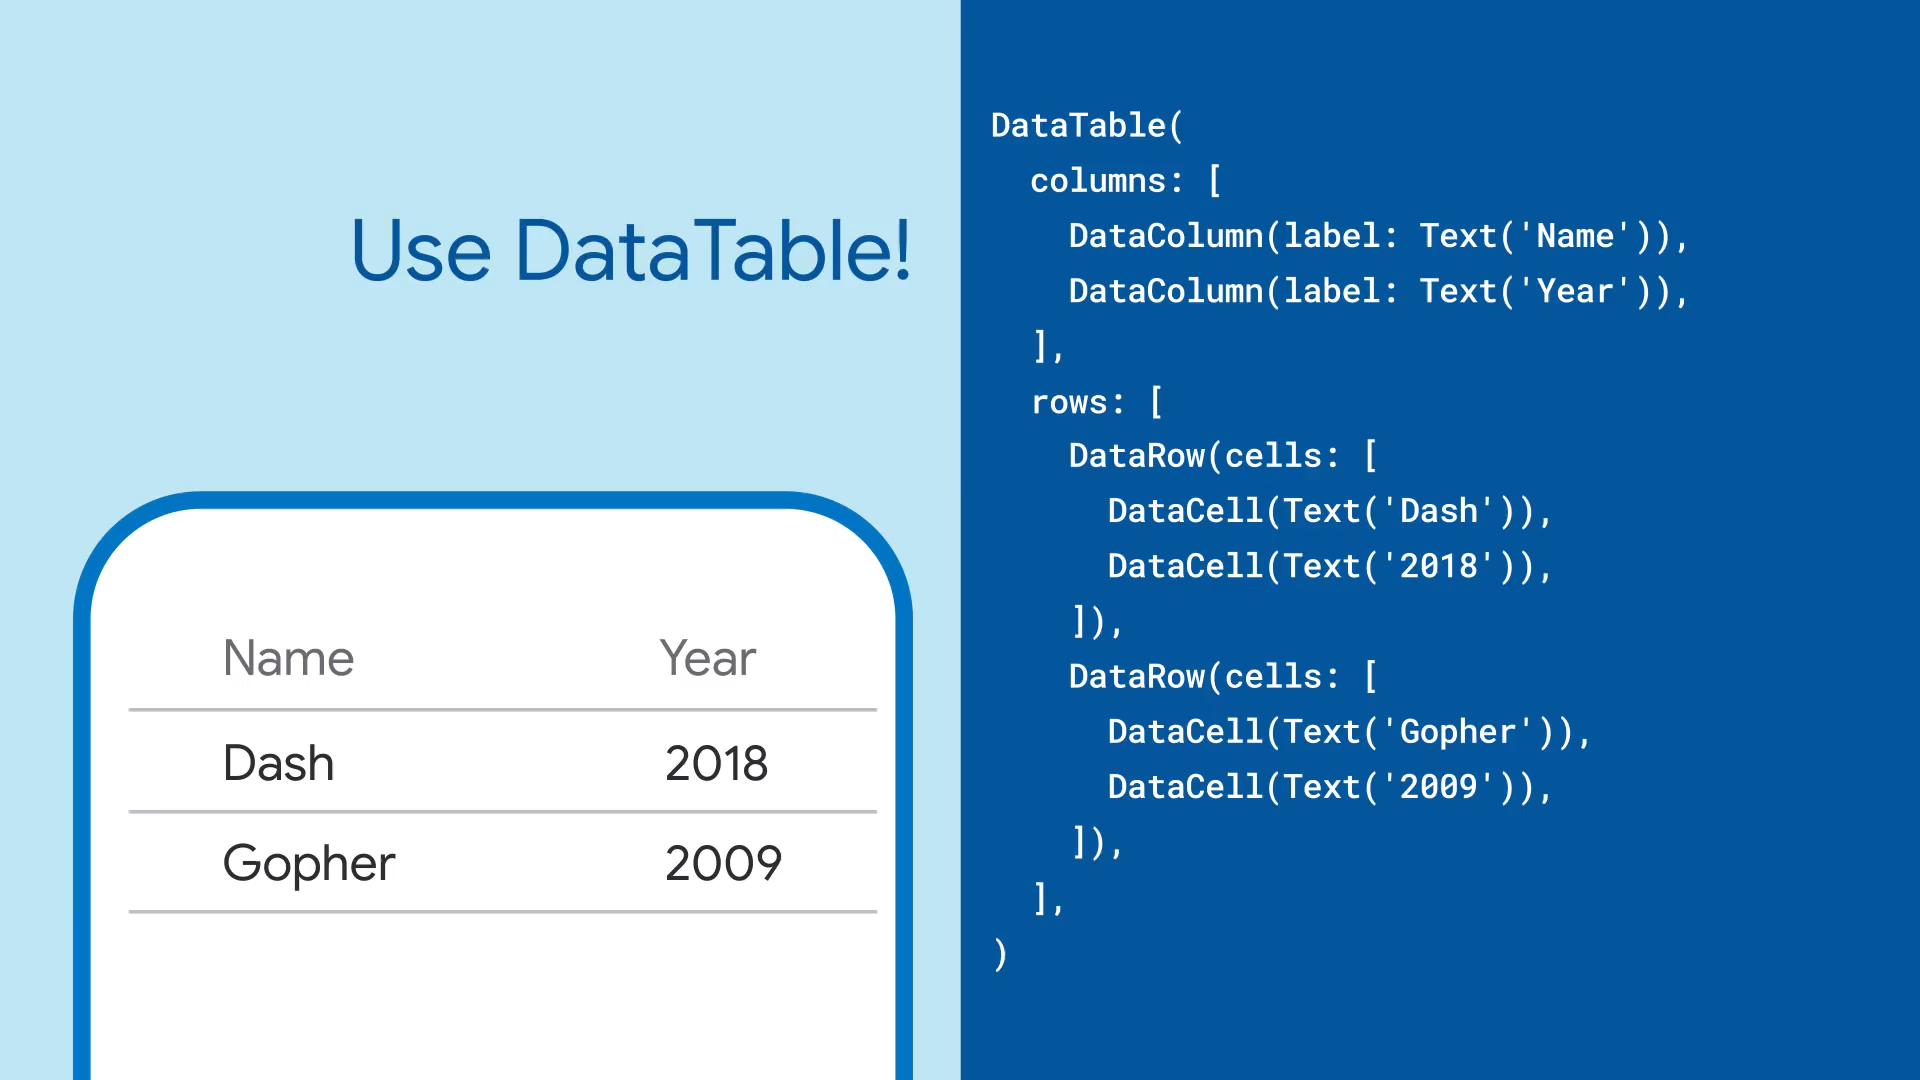 Use DataTable!
Name Year
Dash 2018
Gopher 2009
DataTable(
  columns: [
    DataColumn(label: Text('Name')),
    DataColumn(label: Text('Year')),
  ],
  rows: [
    DataRow(cells: [
      DataCell(Text('Dash')),
      DataCell(Text('2018')),
    ]),
    DataRow(cells: [
      DataCell(Text('Gopher')),
      DataCell(Text('2009')),
    ]),
  ],
)